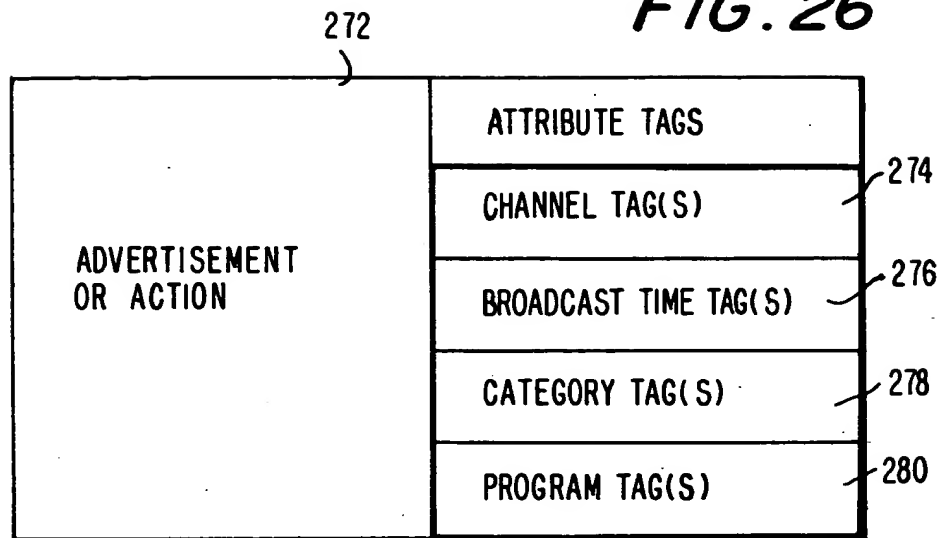 FIG. 26
272
ATTRIBUTE TAGS
274
CHANNEL TAG(S)
ADVERTISEMENT
OR ACTION
276
BROADCAST TIME TAG(S)
278
CATEGORY TAG(S)
280
PROGRAM TAG(S)